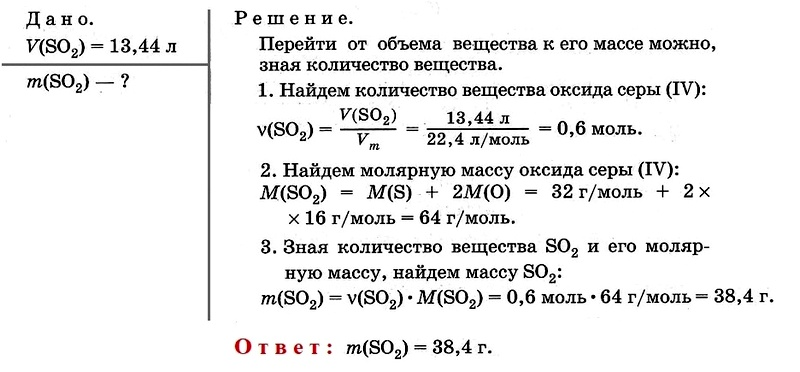 Дано.
V(SO₂) = 13,44 л
m(SO₂) — ?
Решение.
Перейти от объема вещества к его массе можно,
зная количество вещества.
1. Найдем количество вещества оксида серы (IV):
ν(SO₂) = V(SO₂) / Vₘ = 13,44 л / 22,4 л/моль = 0,6 моль.
2. Найдем молярную массу оксида серы (IV):
M(SO₂) = M(S) + 2M(O) = 32 г/моль + 2 ×
× 16 г/моль = 64 г/моль.
3. Зная количество вещества SO₂ и его моляр-
ную массу, найдем массу SO₂:
m(SO₂) = ν(SO₂) · M(SO₂) = 0,6 моль · 64 г/моль = 38,4 г.
Ответ: m(SO₂) = 38,4 г.